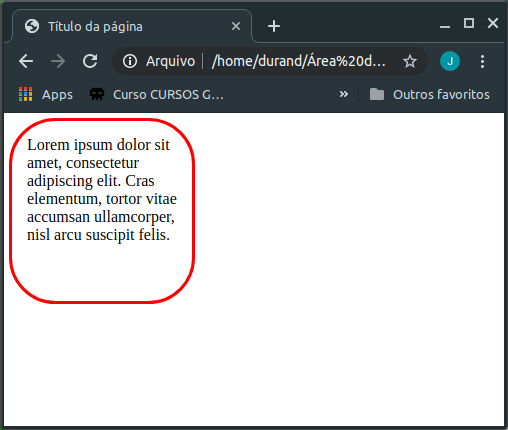 Título da página
Arquivo /home/durand/Área%20d...
J
Apps Curso CURSOS G... » Outros favoritos
Lorem ipsum dolor sit
amet, consectetur
adipiscing elit. Cras
elementum, tortor vitae
accumsan ullamcorper,
nisl arcu suscipit felis.